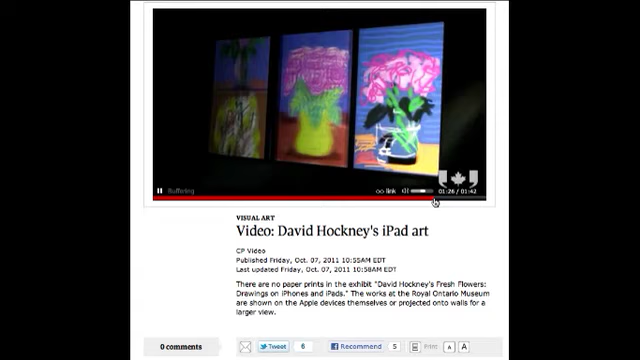 Buffering
link
01:26 / 01:42
VISUAL ART
Video: David Hockney's iPad art
CP Video
Published Friday, Oct. 07, 2011 10:55AM EDT
Last updated Friday, Oct. 07, 2011 10:58AM EDT
There are no paper prints in the exhibit "David Hockney's Fresh Flowers:
Drawings on iPhones and iPads." The works at the Royal Ontario Museum
are shown on the Apple devices themselves or projected onto walls for a
larger view.
0 comments
Tweet
6
Recommend
5
Print
A
A